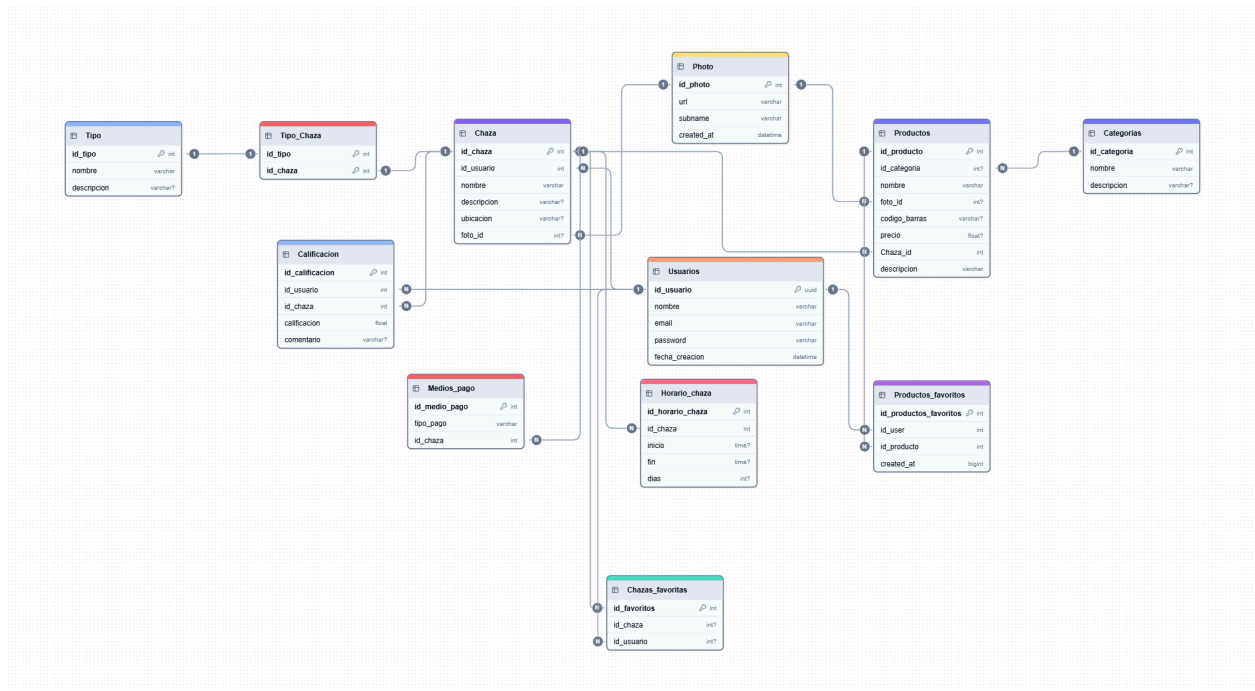 Photo
id_photo int
url varchar
subname varchar
created_at datetime
Tipo
id_tipo int
nombre varchar
descripcion varchar?
Tipo_Chaza
id_tipo int
id_chaza int
Chaza
id_chaza int
id_usuario int
nombre varchar
descripcion varchar?
ubicacion varchar?
foto_id int?
Productos
id_producto int
id_categoria int?
nombre varchar
foto_id int?
codigo_barras varchar?
precio float?
Chaza_id int
descripcion varchar
Categorias
id_categoria int
nombre varchar
descripcion varchar?
Calificacion
id_calificacion int
id_usuario int
id_chaza int
calificacion float
comentario varchar?
Usuarios
id_usuario uuid
nombre varchar
email varchar
password varchar
fecha_creacion datetime
Medios_pago
id_medio_pago int
tipo_pago varchar
id_chaza int
Horario_chaza
id_horario_chaza int
id_chaza int
inicio time?
fin time?
dias int?
Productos_favoritos
id_productos_favoritos int
id_user int
id_producto int
created_at bigint
Chazas_favoritas
id_favoritos int
id_chaza int?
id_usuario int?